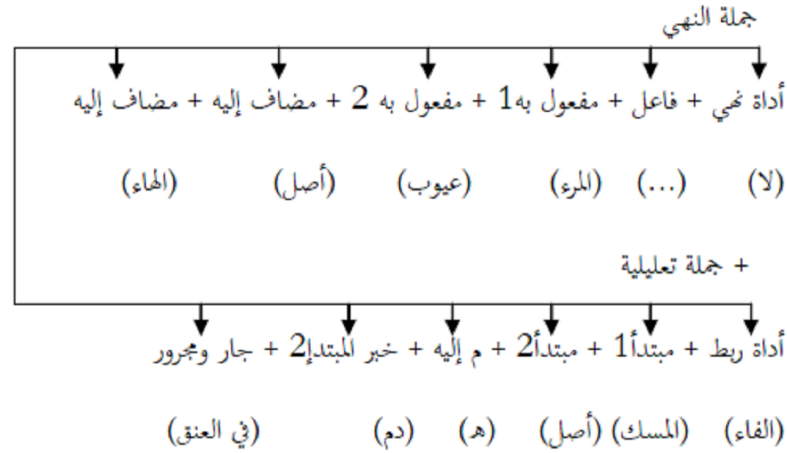 جملة النهي
أداة نهي + فاعل + مفعول به1 + مفعول به 2 + مضاف إليه + مضاف إليه
(لا) (...) (المرء) (عيوب) (أصل) (الهاء)
+ جملة تعليلية
أداة ربط + مبتدأ1 + مبتدأ2 + م إليه + خبر المبتدإ2 + جار ومجرور
(الفاء) (المسك) (أصل) (هـ) (دم) (في العنق)